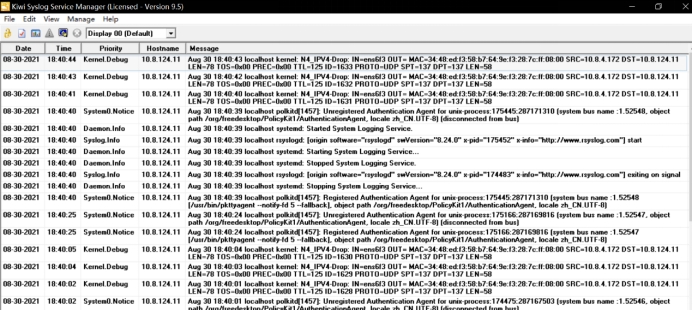 Kiwi Syslog Service Manager (License - Version 9.5)
File Edit View Manage Help
Display 00 (Default)
Date Time Priority Hostname Message
08-30-2021 18:40:44 Kernel.Debug 10.8.124.11 Aug 30 18:40:43 localhost kernel: N4_IPV4-Drop: IN=ens6f3 OUT= MAC=34:48:ed:f3:58:b7:64:9e:f3:28:7c:ff:08:00 SRC=10.8.4.172 DST=10.8.124.11
LEN=78 TOS=0x00 PREC=0x00 TTL=125 ID=1633 PROTO=UDP SPT=137 DPT=137 LEN=58
08-30-2021 18:40:43 Kernel.Debug 10.8.124.11 Aug 30 18:40:42 localhost kernel: N4_IPV4-Drop: IN=ens6f3 OUT= MAC=34:48:ed:f3:58:b7:64:9e:f3:28:7c:ff:08:00 SRC=10.8.4.172 DST=10.8.124.11
LEN=78 TOS=0x00 PREC=0x00 TTL=125 ID=1632 PROTO=UDP SPT=137 DPT=137 LEN=58
08-30-2021 18:40:41 Kernel.Debug 10.8.124.11 Aug 30 18:40:40 localhost kernel: N4_IPV4-Drop: IN=ens6f3 OUT= MAC=34:48:ed:f3:58:b7:64:9e:f3:28:7c:ff:08:00 SRC=10.8.4.172 DST=10.8.124.11
LEN=78 TOS=0x00 PREC=0x00 TTL=125 ID=1631 PROTO=UDP SPT=137 DPT=137 LEN=58
08-30-2021 18:40:40 System0.Notice 10.8.124.11 Aug 30 18:40:39 localhost polkitd[1457]: Unregistered Authentication Agent for unix-process:175445:287171310 (system bus name :1.52548, object
path /org/freedesktop/PolicyKit1/AuthenticationAgent, locale zh_CN.UTF-8) (disconnected from bus)
08-30-2021 18:40:40 Daemon.Info 10.8.124.11 Aug 30 18:40:39 localhost systemd: Started System Logging Service.
08-30-2021 18:40:40 Syslog.Info 10.8.124.11 Aug 30 18:40:39 localhost rsyslogd: [origin software="rsyslogd" swVersion="8.24.0" x-pid="175452" x-info="http://www.rsyslog.com"] start
08-30-2021 18:40:40 Daemon.Info 10.8.124.11 Aug 30 18:40:39 localhost systemd: Starting System Logging Service...
08-30-2021 18:40:40 Daemon.Info 10.8.124.11 Aug 30 18:40:39 localhost systemd: Stopped System Logging Service.
08-30-2021 18:40:40 Syslog.Info 10.8.124.11 Aug 30 18:40:39 localhost rsyslogd: [origin software="rsyslogd" swVersion="8.24.0" x-pid="174483" x-info="http://www.rsyslog.com"] exiting on signal
08-30-2021 18:40:40 Daemon.Info 10.8.124.11 Aug 30 18:40:39 localhost systemd: Stopping System Logging Service...
08-30-2021 18:40:40 System0.Notice 10.8.124.11 Aug 30 18:40:39 localhost polkitd[1457]: Registered Authentication Agent for unix-process:175445:287171310 (system bus name :1.52548
[/usr/bin/pkttyagent --notify-fd 5 --fallback], object path /org/freedesktop/PolicyKit1/AuthenticationAgent, locale zh_CN.UTF-8)
08-30-2021 18:40:25 System0.Notice 10.8.124.11 Aug 30 18:40:24 localhost polkitd[1457]: Unregistered Authentication Agent for unix-process:175166:287169816 (system bus name :1.52547, object
path /org/freedesktop/PolicyKit1/AuthenticationAgent, locale zh_CN.UTF-8) (disconnected from bus)
08-30-2021 18:40:25 System0.Notice 10.8.124.11 Aug 30 18:40:24 localhost polkitd[1457]: Registered Authentication Agent for unix-process:175166:287169816 (system bus name :1.52547
[/usr/bin/pkttyagent --notify-fd 5 --fallback], object path /org/freedesktop/PolicyKit1/AuthenticationAgent, locale zh_CN.UTF-8)
08-30-2021 18:40:05 Kernel.Debug 10.8.124.11 Aug 30 18:40:04 localhost kernel: N4_IPV4-Drop: IN=ens6f3 OUT= MAC=34:48:ed:f3:58:b7:64:9e:f3:28:7c:ff:08:00 SRC=10.8.4.172 DST=10.8.124.11
LEN=78 TOS=0x00 PREC=0x00 TTL=125 ID=1630 PROTO=UDP SPT=137 DPT=137 LEN=58
08-30-2021 18:40:04 Kernel.Debug 10.8.124.11 Aug 30 18:40:03 localhost kernel: N4_IPV4-Drop: IN=ens6f3 OUT= MAC=34:48:ed:f3:58:b7:64:9e:f3:28:7c:ff:08:00 SRC=10.8.4.172 DST=10.8.124.11
LEN=78 TOS=0x00 PREC=0x00 TTL=125 ID=1629 PROTO=UDP SPT=137 DPT=137 LEN=58
08-30-2021 18:40:02 Kernel.Debug 10.8.124.11 Aug 30 18:40:01 localhost kernel: N4_IPV4-Drop: IN=ens6f3 OUT= MAC=34:48:ed:f3:58:b7:64:9e:f3:28:7c:ff:08:00 SRC=10.8.4.172 DST=10.8.124.11
LEN=78 TOS=0x00 PREC=0x00 TTL=125 ID=1628 PROTO=UDP SPT=137 DPT=137 LEN=58
08-30-2021 18:40:02 System0.Notice 10.8.124.11 Aug 30 18:40:01 localhost polkitd[1457]: Unregistered Authentication Agent for unix-process:174475:287167503 (system bus name :1.52546, object
path /org/freedesktop/PolicyKit1/AuthenticationAgent, locale zh_CN.UTF-8) (disconnected from bus)